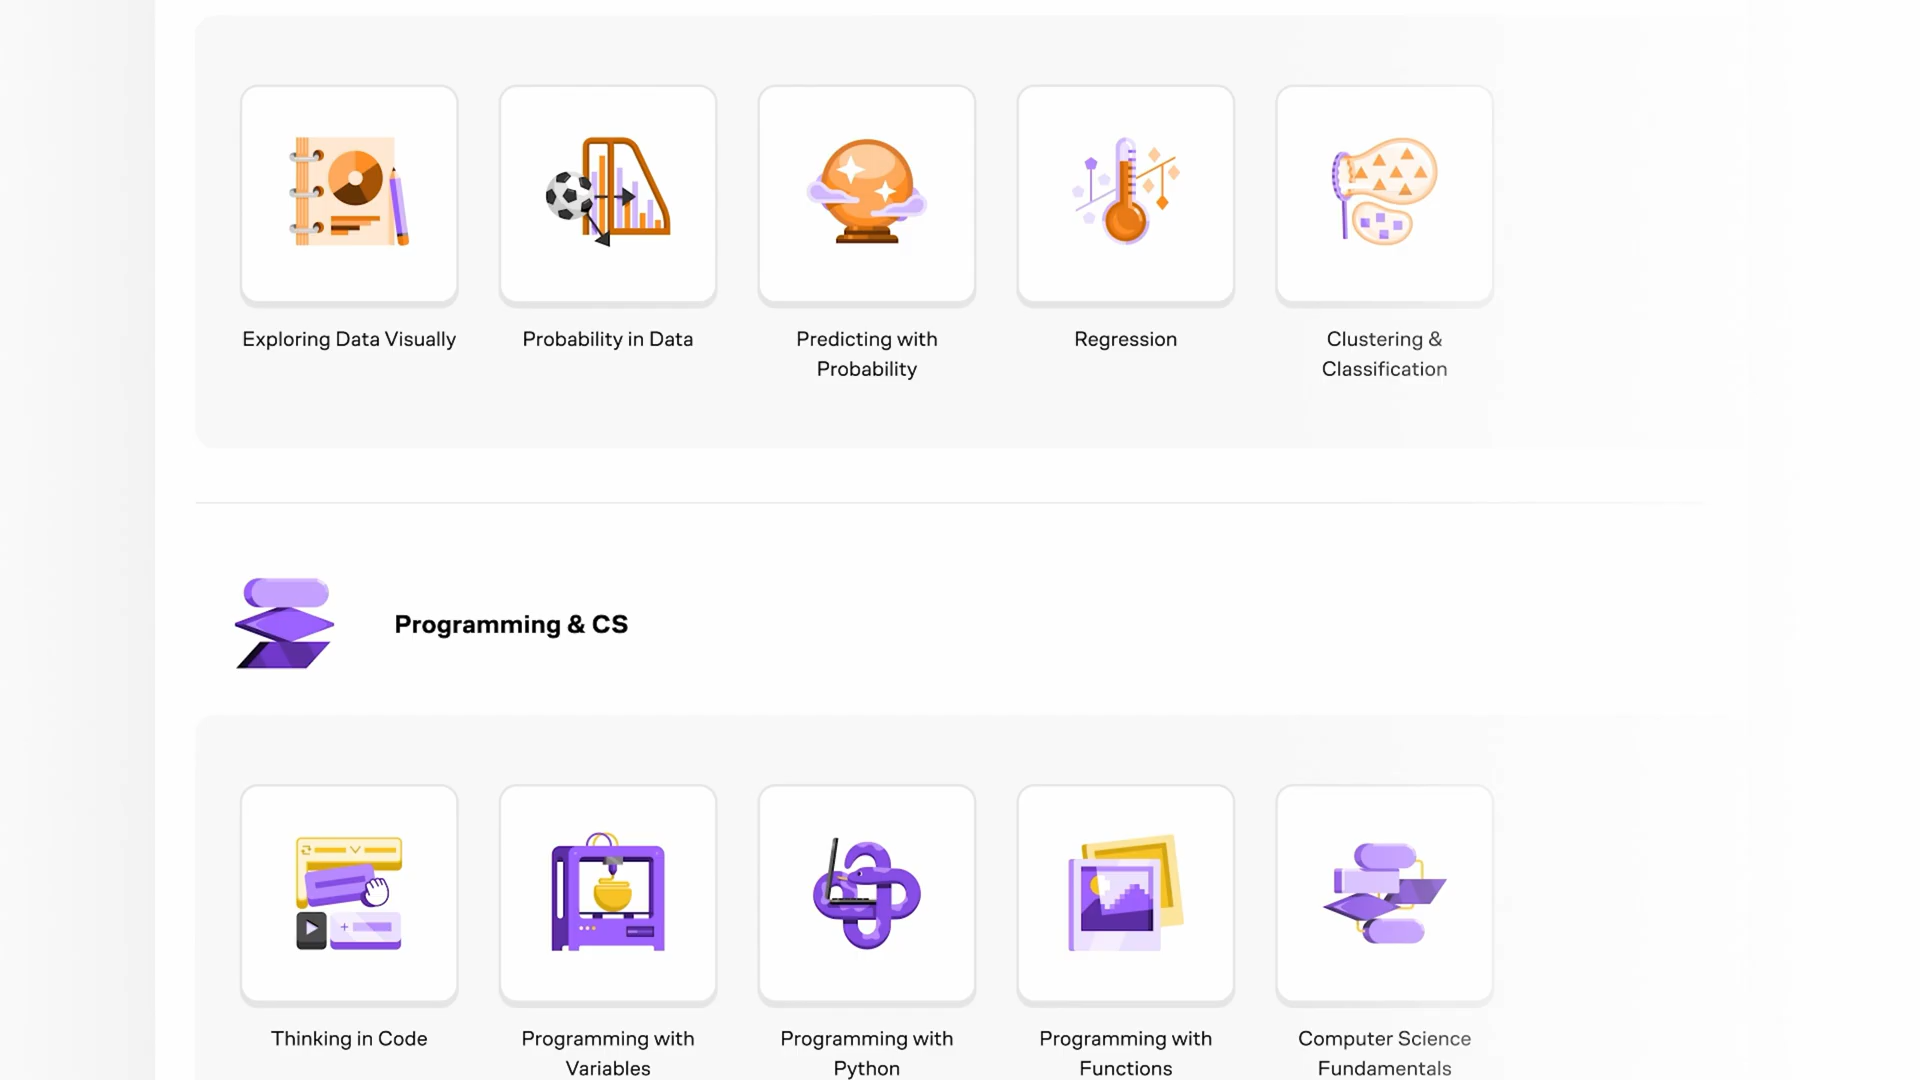 Exploring Data Visually
Probability in Data
Predicting with
Probability
Regression
Clustering &
Classification
Programming & CS
Thinking in Code
Programming with
Variables
Programming with
Python
Programming with
Functions
Computer Science
Fundamentals